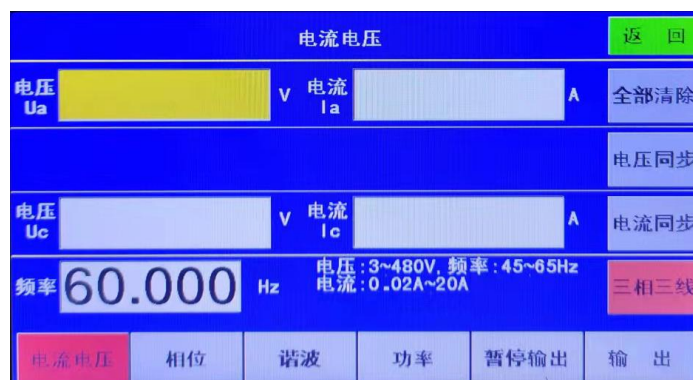 电流电压
返 回
电压 Ua V 电流 Ia A
全部清除
电压同步
电压 Uc V 电流 Ic A
电流同步
频率 60.000 Hz
电压:3~480V,频率:45~65Hz
电流:0.02A~20A
三相三线
电流电压 相位 谐波 功率 暂停输出 输 出